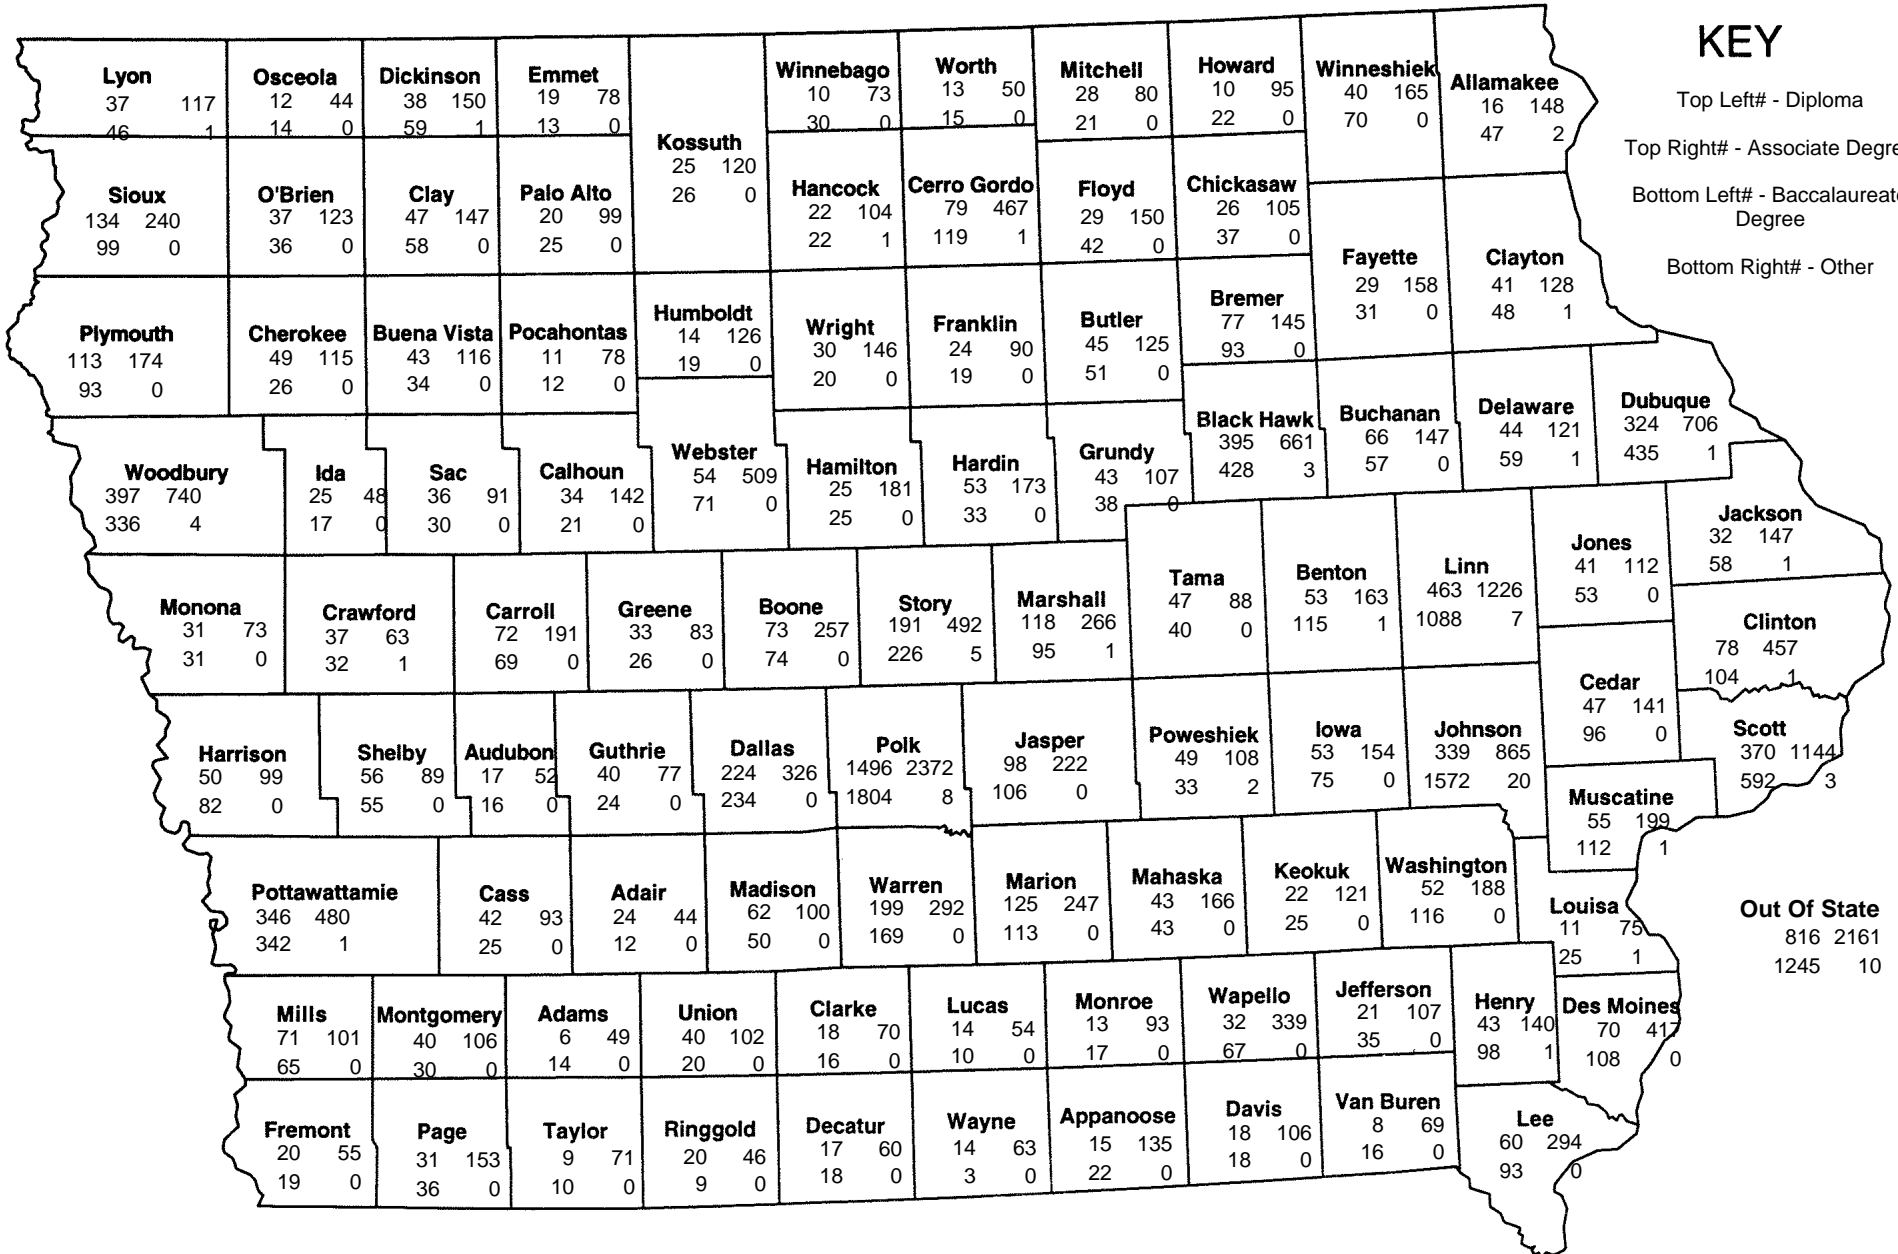 KEY
Top Left# - Diploma
Top Right# - Associate Degre
Bottom Left# - Baccalaureate
Degree
Bottom Right# - Other
Lyon
37 117
46 1
Osceola
12 44
14 0
Dickinson
38 150
59 1
Emmet
19 78
13 0
Kossuth
25 120
26 0
Winnebago
10 73
30 0
Worth
13 50
15 0
Mitchell
28 80
21 0
Howard
10 95
22 0
Winneshiek
40 165
70 0
Allamakee
16 148
47 2
Sioux
134 240
99 0
O'Brien
37 123
36 0
Clay
47 147
58 0
Palo Alto
20 99
25 0
Hancock
22 104
22 1
Cerro Gordo
79 467
119 1
Floyd
29 150
42 0
Chickasaw
26 105
37 0
Fayette
29 158
31 0
Clayton
41 128
48 1
Plymouth
113 174
93 0
Cherokee
49 115
26 0
Buena Vista
43 116
34 0
Pocahontas
11 78
12 0
Humboldt
14 126
19 0
Wright
30 146
20 0
Franklin
24 90
19 0
Butler
45 125
51 0
Bremer
77 145
93 0
Woodbury
397 740
336 4
Ida
25 48
17 0
Sac
36 91
30 0
Calhoun
34 142
21 0
Webster
54 509
71 0
Hamilton
25 181
25 0
Hardin
53 173
33 0
Grundy
43 107
38 0
Black Hawk
395 661
428 3
Buchanan
66 147
57 0
Delaware
44 121
59 1
Dubuque
324 706
435 1
Monona
31 73
31 0
Crawford
37 63
32 1
Carroll
72 191
69 0
Greene
33 83
26 0
Boone
73 257
74 0
Story
191 492
226 5
Marshall
118 266
95 1
Tama
47 88
40 0
Benton
53 163
115 1
Linn
463 1226
1088 7
Jones
41 112
53 0
Jackson
32 147
58 1
Clinton
78 457
104 1
Harrison
50 99
82 0
Shelby
56 89
55 0
Audubon
17 52
16 0
Guthrie
40 77
24 0
Dallas
224 326
234 0
Polk
1496 2372
1804 8
Jasper
98 222
106 0
Poweshiek
49 108
33 2
Iowa
53 154
75 0
Johnson
339 865
1572 20
Cedar
47 141
96 0
Scott
370 1144
592 3
Muscatine
55 199
112 1
Pottawattamie
346 480
342 1
Cass
42 93
25 0
Adair
24 44
12 0
Madison
62 100
50 0
Warren
199 292
169 0
Marion
125 247
113 0
Mahaska
43 166
43 0
Keokuk
22 121
25 0
Washington
52 188
116 0
Louisa
11 75
25 1
Out Of State
816 2161
1245 10
Mills
71 101
65 0
Montgomery
40 106
30 0
Adams
6 49
14 0
Union
40 102
20 0
Clarke
18 70
16 0
Lucas
14 54
10 0
Monroe
13 93
17 0
Wapello
32 339
67 0
Jefferson
21 107
35 0
Henry
43 140
98 1
Des Moines
70 417
108 0
Fremont
20 55
19 0
Page
31 153
36 0
Taylor
9 71
10 0
Ringgold
20 46
9 0
Decatur
17 60
18 0
Wayne
14 63
3 0
Appanoose
15 135
22 0
Davis
18 106
18 0
Van Buren
8 69
16 0
Lee
60 294
93 0